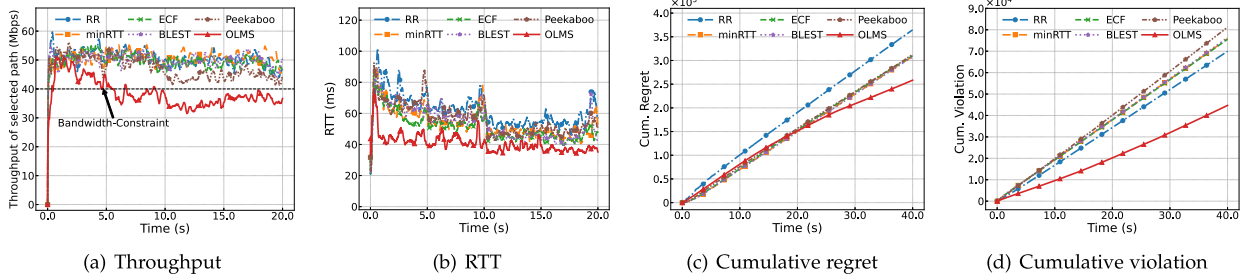 RR ECF Peekaboo
minRTT BLEST OLMS
Throughput of selected path (Mbps)
60
50
40
30
20
10
0
Bandwidth-Constraint
0.0 5.0 10.0 15.0 20.0
Time (s)
(a) Throughput
RR ECF Peekaboo
minRTT BLEST OLMS
RTT (ms)
120
100
80
60
40
20
0.0 5.0 10.0 15.0 20.0
Time (s)
(b) RTT
RR ECF Peekaboo
minRTT BLEST OLMS
Cum. Regret
3.5
3.0
2.5
2.0
1.5
1.0
0.5
0.0
0.0 10.0 20.0 30.0 40.0
Time (s)
(c) Cumulative regret
RR ECF Peekaboo
minRTT BLEST OLMS
Cum. Violation
9.0
8.0
7.0
6.0
5.0
4.0
3.0
2.0
1.0
0.0
0.0 10.0 20.0 30.0 40.0
Time (s)
(d) Cumulative violation